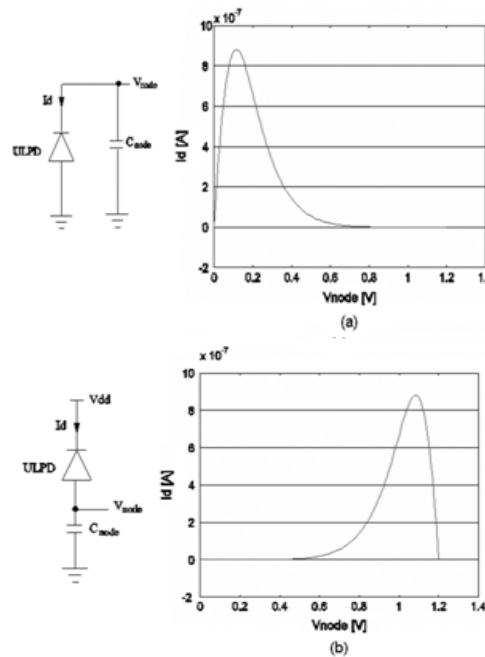 x 10⁻⁷
10
8
6
4
2
0
-2
Id [A]
0 0.2 0.4 0.6 0.8 1 1.2 1.4
Vnode [V]
(a)
Vnode
Id
ULPD
Cnode
x 10⁻⁷
10
8
6
4
2
0
-2
Id [A]
0 0.2 0.4 0.6 0.8 1 1.2 1.4
Vnode [V]
(b)
Vdd
Id
ULPD
Vnode
Cnode